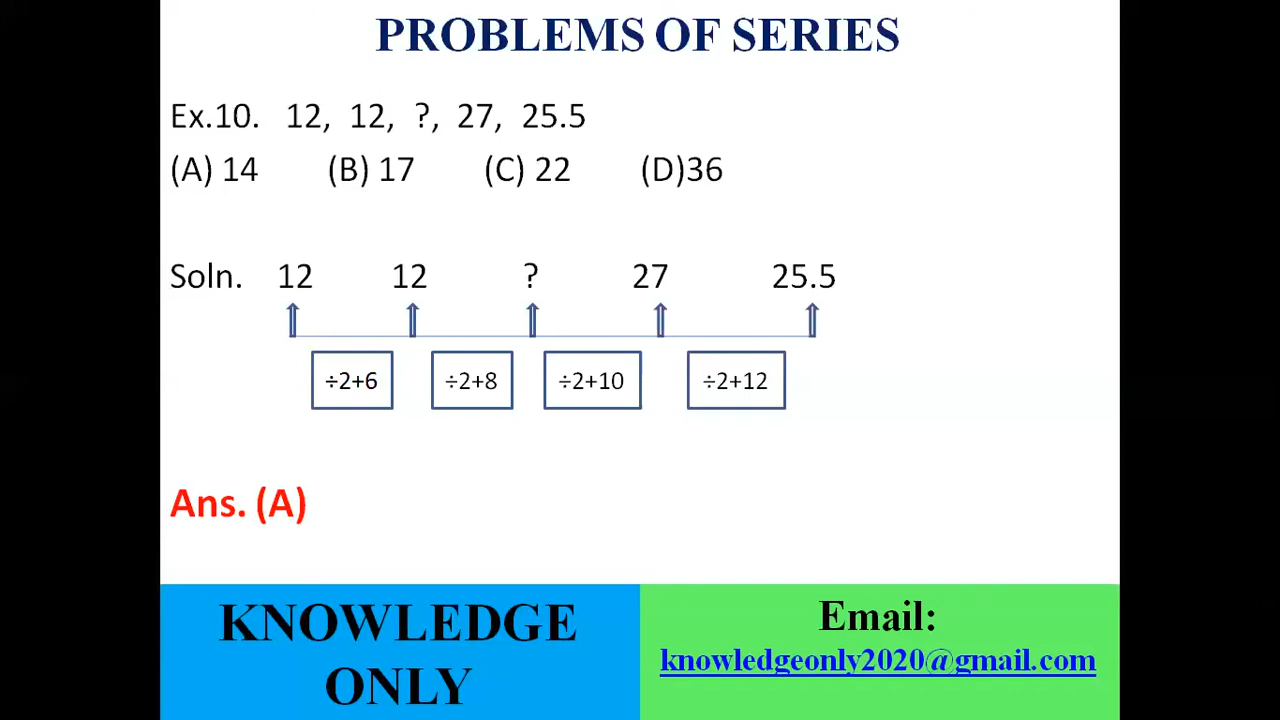 PROBLEMS OF SERIES
Ex.10. 12, 12, ?, 27, 25.5
(A) 14 (B) 17 (C) 22 (D)36
Soln. 12 12 ? 27 25.5
÷2+6 ÷2+8 ÷2+10 ÷2+12
Ans. (A)
KNOWLEDGE
ONLY
Email:
knowledgeonly2020@gmail.com